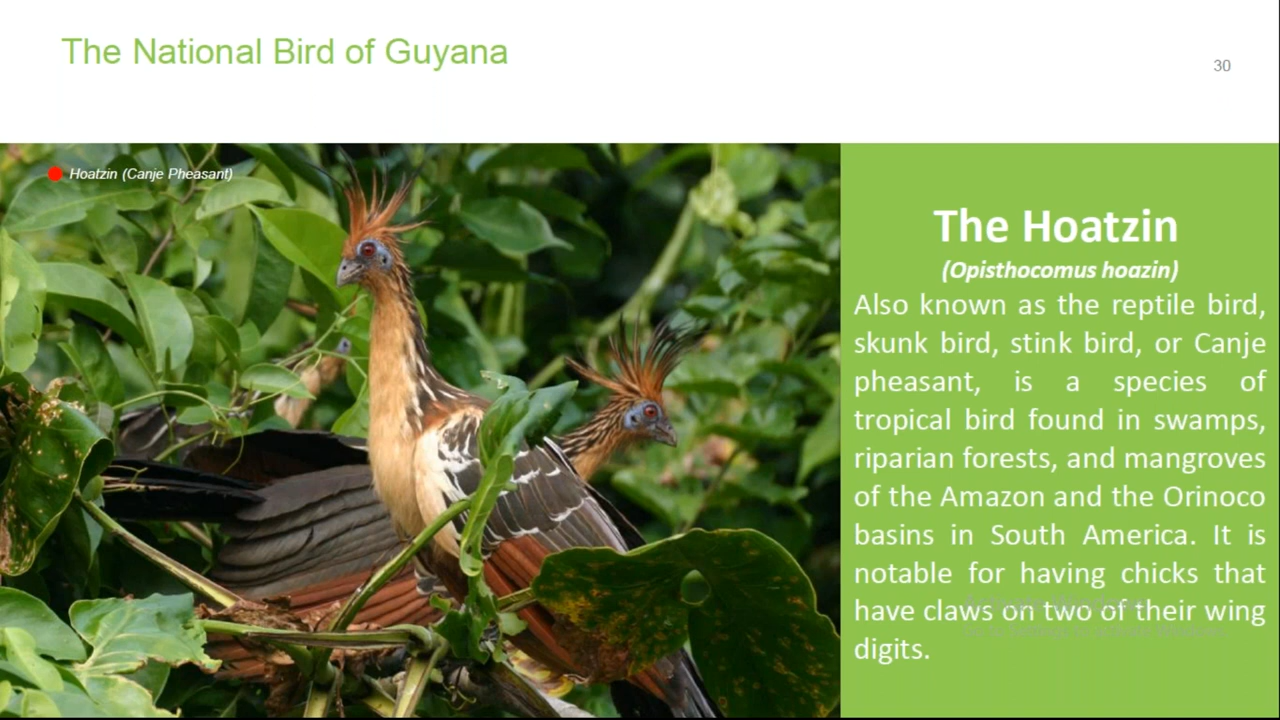 The National Bird of Guyana
30
Hoatzin (Canje Pheasant)
The Hoatzin
(Opisthocomus hoazin)
Also known as the reptile bird,
skunk bird, stink bird, or Canje
pheasant, is a species of
tropical bird found in swamps,
riparian forests, and mangroves
of the Amazon and the Orinoco
basins in South America. It is
notable for having chicks that
have claws on two of their wing
digits.